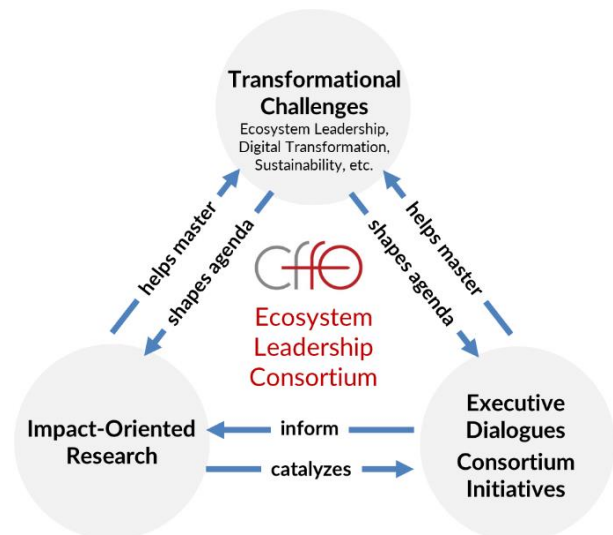 Transformational
Challenges
Ecosystem Leadership,
Digital Transformation,
Sustainability, etc.
helps master
shapes agenda
shapes agenda
helps master
cffo
Ecosystem
Leadership
Consortium
Impact-Oriented
Research
inform
catalyzes
Executive
Dialogues
Consortium
Initiatives